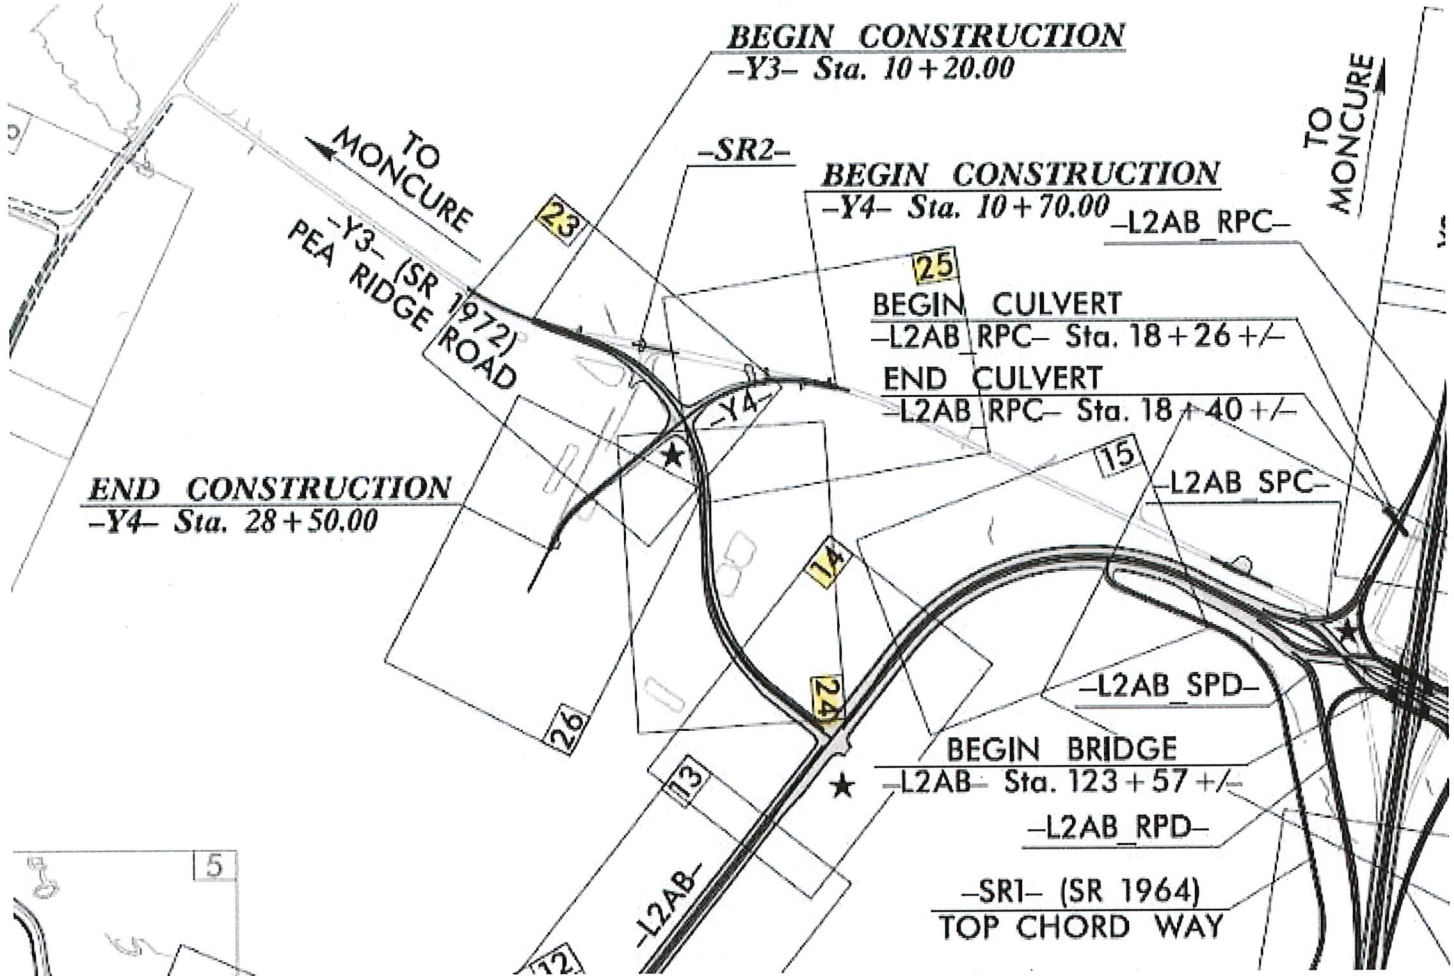 BEGIN CONSTRUCTION
–Y3– Sta. 10+20.00
TO
MONCURE
–SR2–
BEGIN CONSTRUCTION
–Y4– Sta. 10+70.00
TO
MONCURE
–L2AB_RPC–
23
–Y3– (SR 1972)
PEA RIDGE ROAD
25
BEGIN CULVERT
–L2AB_RPC– Sta. 18+26 +/–
END CULVERT
–L2AB_RPC– Sta. 18+40 +/–
–Y4–
15
–L2AB_SPC–
END CONSTRUCTION
–Y4– Sta. 28+50.00
14
24
–L2AB_SPD–
26
13
BEGIN BRIDGE
–L2AB– Sta. 123+57 +/–
–L2AB_RPD–
5
–L2AB–
–SR1– (SR 1964)
TOP CHORD WAY
12